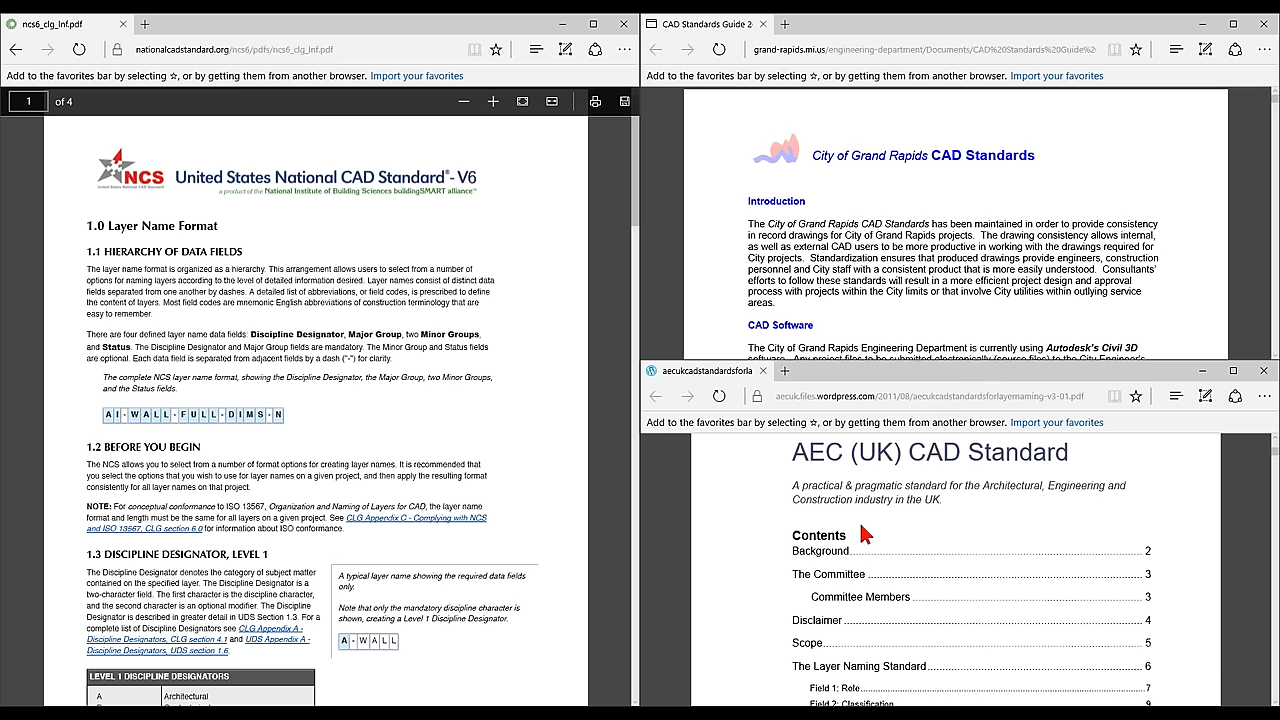 ncs6_clg_lnf.pdf
nationalcadstandard.org/ncs6/pdfs/ncs6_clg_lnf.pdf
Add to the favorites bar by selecting ☆, or by getting them from another browser. Import your favorites
1 of 4
NCS United States National CAD Standard®- V6
a product of the National Institute of Building Sciences buildingSMART alliance™
1.0 Layer Name Format
1.1 HIERARCHY OF DATA FIELDS
The layer name format is organized as a hierarchy. This arrangement allows users to select from a number of
options for naming layers according to the level of detailed information desired. Layer names consist of distinct data
fields separated from one another by dashes. A detailed list of abbreviations, or field codes, is prescribed to define
the content of layers. Most field codes are mnemonic English abbreviations of construction terminology that are
easy to remember.
There are four defined layer name data fields: Discipline Designator, Major Group, two Minor Groups,
and Status. The Discipline Designator and Major Group fields are mandatory. The Minor Group and Status fields
are optional. Each data field is separated from adjacent fields by a dash ("-") for clarity.
The complete NCS layer name format, showing the Discipline Designator, the Major Group, two Minor Groups,
and the Status fields.
A I - W A L L - F U L L - D I M S - N
1.2 BEFORE YOU BEGIN
The NCS allows you to select from a number of format options for creating layer names. It is recommended that
you select the options that you wish to use for layer names on a given project, and then apply the resulting format
consistently for all layer names on that project.
NOTE: For conceptual conformance to ISO 13567, Organization and Naming of Layers for CAD, the layer name
format and length must be the same for all layers on a given project. See CLG Appendix C - Complying with NCS
and ISO 13567, CLG section 6.0 for information about ISO conformance.
1.3 DISCIPLINE DESIGNATOR, LEVEL 1
The Discipline Designator denotes the category of subject matter
contained on the specified layer. The Discipline Designator is a
two-character field. The first character is the discipline character,
and the second character is an optional modifier. The Discipline
Designator is described in greater detail in UDS Section 1.3. For a
complete list of Discipline Designators see CLG Appendix A -
Discipline Designators, CLG section 4.1 and UDS Appendix A -
Discipline Designators, UDS section 1.6.
A typical layer name showing the required data fields
only.
Note that only the mandatory discipline character is
shown, creating a Level 1 Discipline Designator.
A - W A L L
LEVEL 1 DISCIPLINE DESIGNATORS
A Architectural
CAD Standards Guide 2
grand-rapids.mi.us/engineering-department/Documents/CAD%20Standards%20Guide%2
Add to the favorites bar by selecting ☆, or by getting them from another browser. Import your favorites
City of Grand Rapids CAD Standards
Introduction
The City of Grand Rapids CAD Standards has been maintained in order to provide consistency
in record drawings for City of Grand Rapids projects. The drawing consistency allows internal,
as well as external CAD users to be more productive in working with the drawings required for
City projects. Standardization ensures that produced drawings provide engineers, construction
personnel and City staff with a consistent product that is more easily understood. Consultants'
efforts to follow these standards will result in a more efficient project design and approval
process with projects within the City limits or that involve City utilities within outlying service
areas.
CAD Software
The City of Grand Rapids Engineering Department is currently using Autodesk's Civil 3D
software. Any project files to be submitted electronically (source files) to the City Engineer's
aecukcadstandardsforla
aecuk.files.wordpress.com/2011/08/aecukcadstandardsforlayernaming-v3-01.pdf
Add to the favorites bar by selecting ☆, or by getting them from another browser. Import your favorites
AEC (UK) CAD Standard
A practical & pragmatic standard for the Architectural, Engineering and
Construction industry in the UK.
Contents
Background 2
The Committee 3
Committee Members 3
Disclaimer 4
Scope 5
The Layer Naming Standard 6
Field 1: Role 7
Field 2: Classification 9